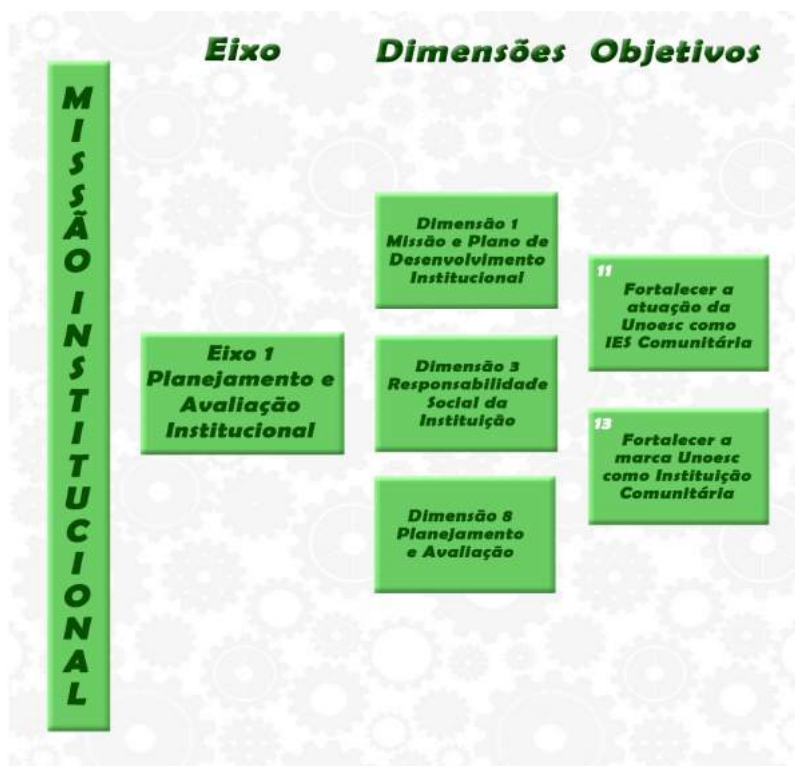 Eixo
Dimensões
Objetivos
MISSÃO INSTITUCIONAL
Eixo 1
Planejamento e
Avaliação
Institucional
Dimensão 1
Missão e Plano de
Desenvolvimento
Institucional
Dimensão 3
Responsabilidade
Social da
Instituição
Dimensão 8
Planejamento
e Avaliação
11
Fortalecer a
atuação da
Unoesc como
IES Comunitária
13
Fortalecer a
marca Unoesc
como Instituição
Comunitária